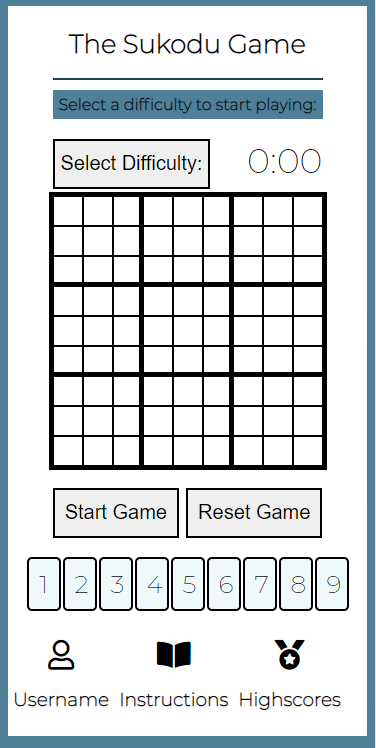 The Sukodu Game
Select a difficulty to start playing:
Select Difficulty: 0:00
Start Game Reset Game
1 2 3 4 5 6 7 8 9
Username Instructions Highscores